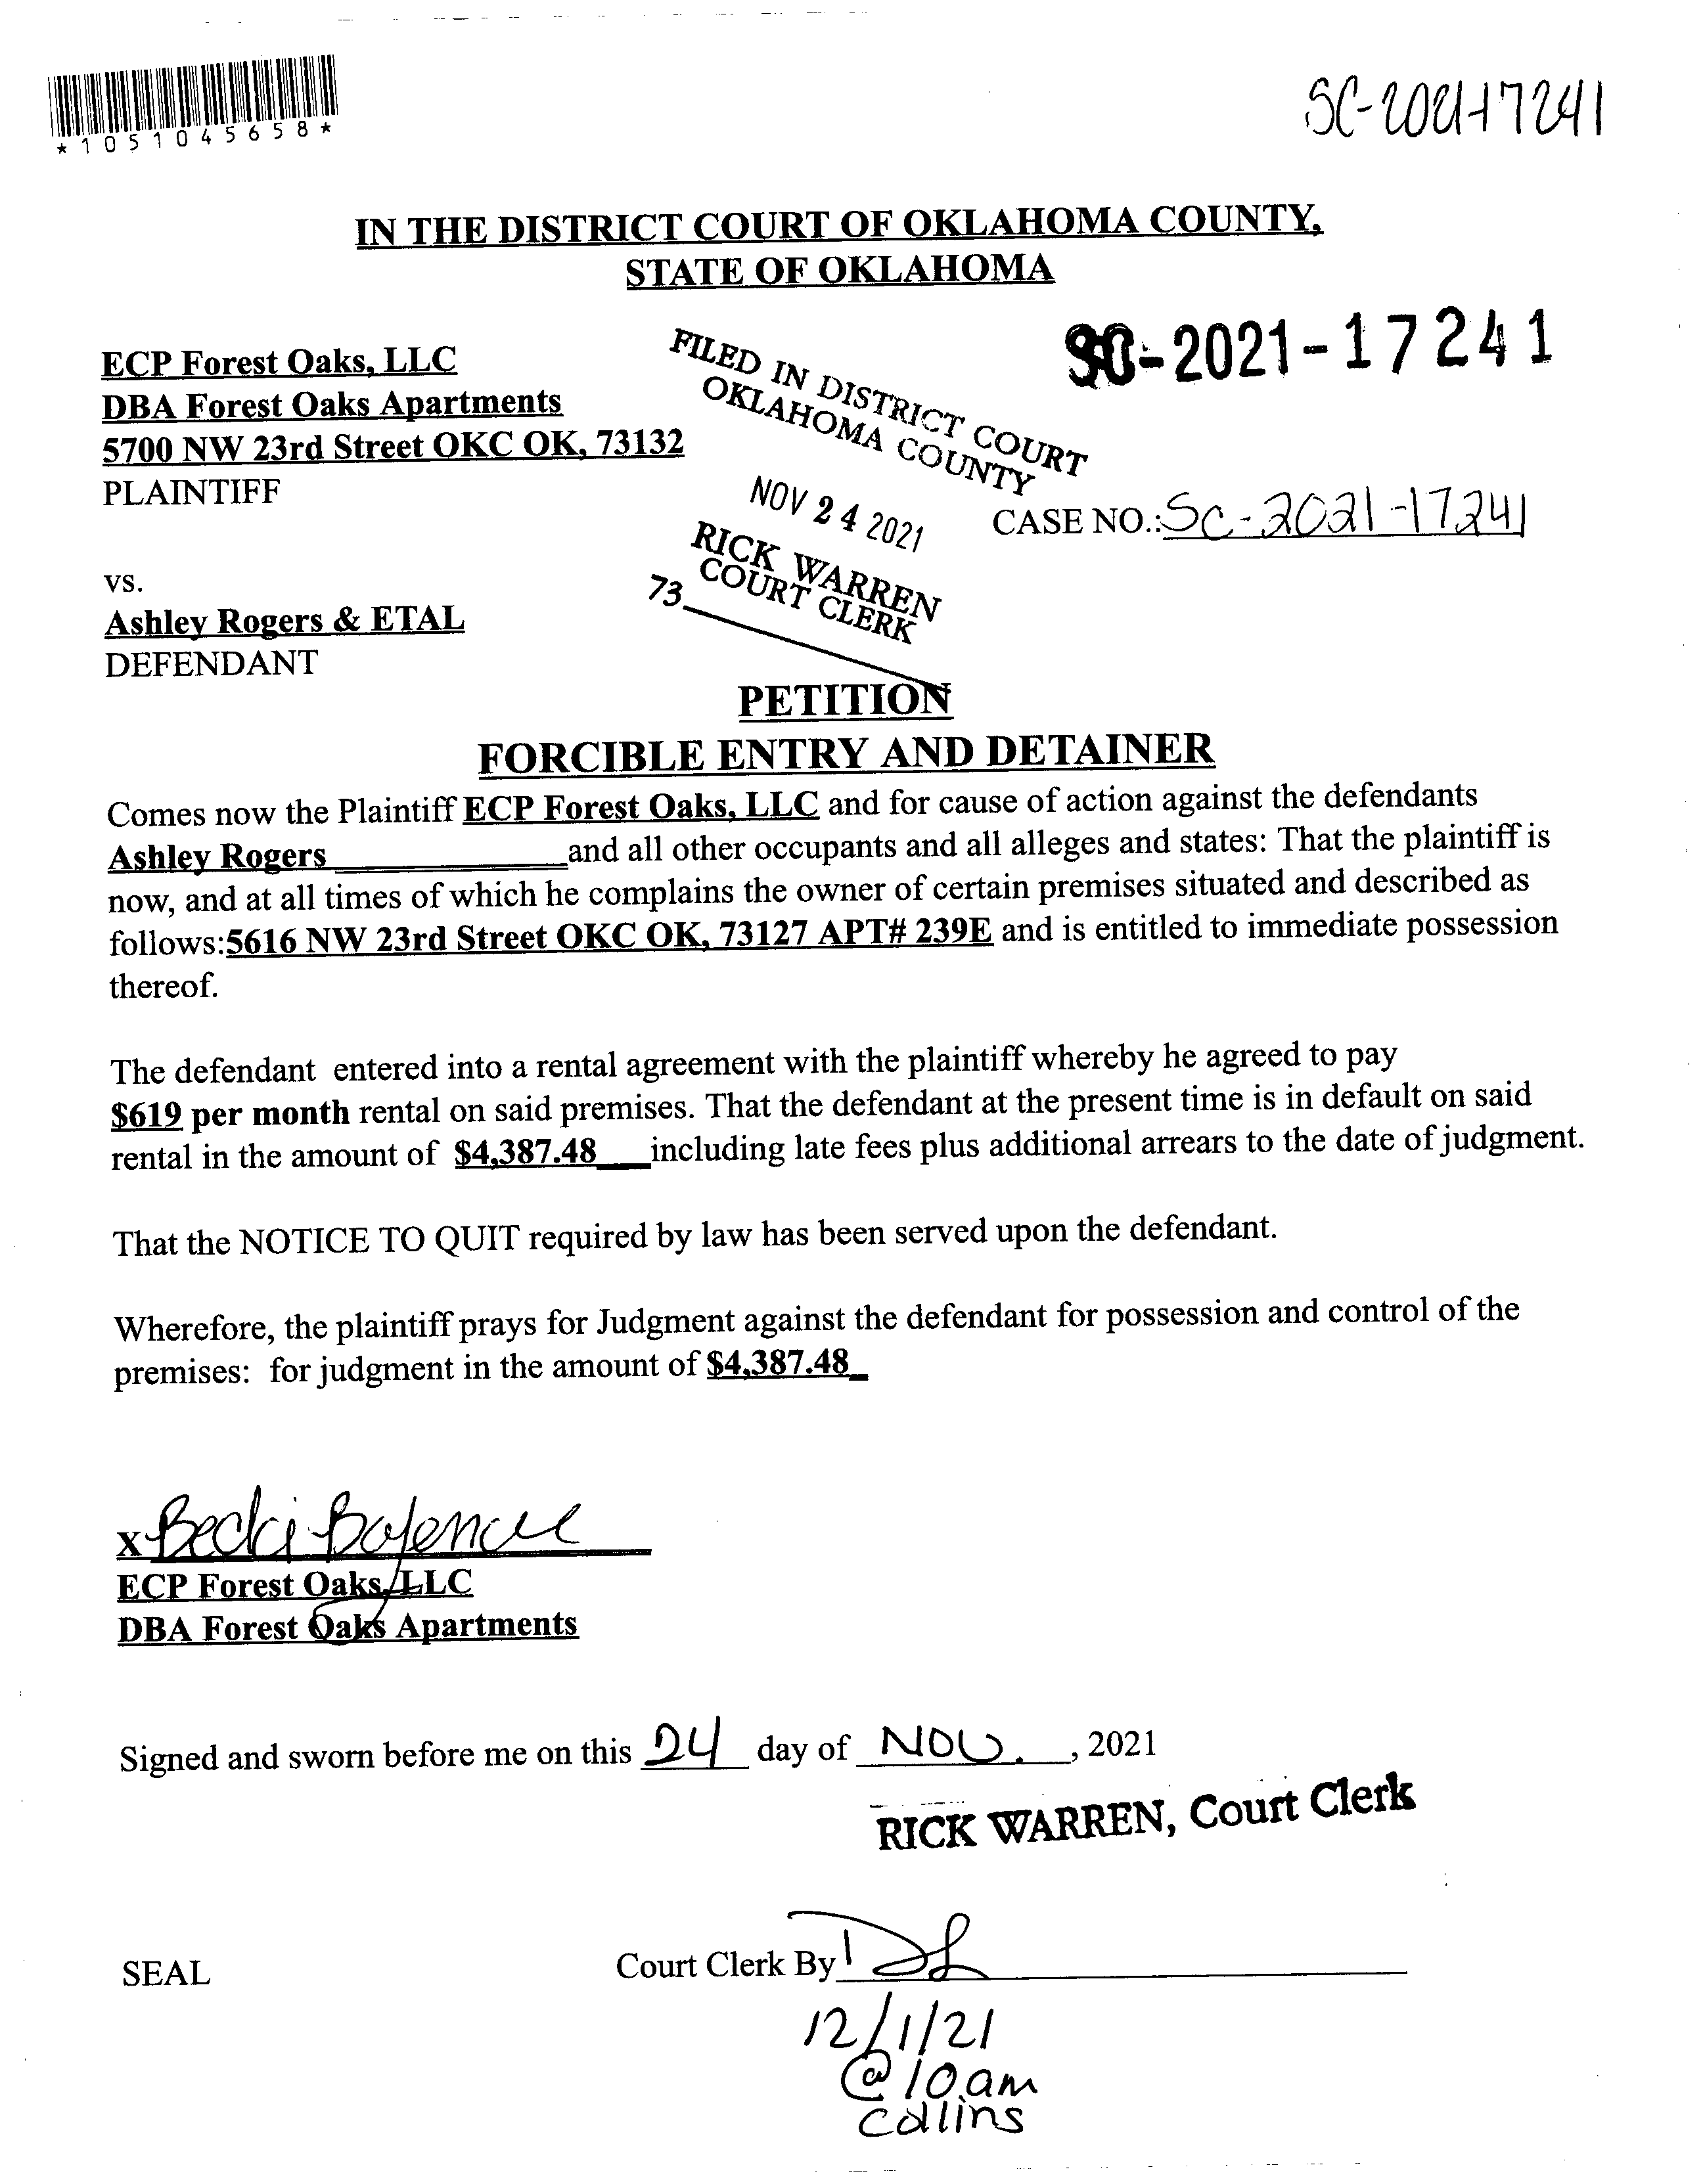 *1051045658*
SC-2021-17241
IN THE DISTRICT COURT OF OKLAHOMA COUNTY,
STATE OF OKLAHOMA
SC-2021-17241
ECP Forest Oaks, LLC
DBA Forest Oaks Apartments
5700 NW 23rd Street OKC OK, 73132
PLAINTIFF
FILED IN DISTRICT COURT
OKLAHOMA COUNTY
NOV 24 2021
RICK WARREN
COURT CLERK
73
CASE NO.: SC-2021-17241
vs.
Ashley Rogers & ETAL
DEFENDANT
PETITION
FORCIBLE ENTRY AND DETAINER
Comes now the Plaintiff ECP Forest Oaks, LLC and for cause of action against the defendants
Ashley Rogers and all other occupants and all alleges and states: That the plaintiff is
now, and at all times of which he complains the owner of certain premises situated and described as
follows:5616 NW 23rd Street OKC OK, 73127 APT# 239E and is entitled to immediate possession
thereof.
The defendant entered into a rental agreement with the plaintiff whereby he agreed to pay
$619 per month rental on said premises. That the defendant at the present time is in default on said
rental in the amount of $4,387.48 including late fees plus additional arrears to the date of judgment.
That the NOTICE TO QUIT required by law has been served upon the defendant.
Wherefore, the plaintiff prays for Judgment against the defendant for possession and control of the
premises: for judgment in the amount of $4,387.48
x Becki
ECP Forest Oaks, LLC
DBA Forest Oaks Apartments
Signed and sworn before me on this 24 day of NOV. , 2021
RICK WARREN, Court Clerk
SEAL
Court Clerk By
12/1/21
@ 10 am
Collins